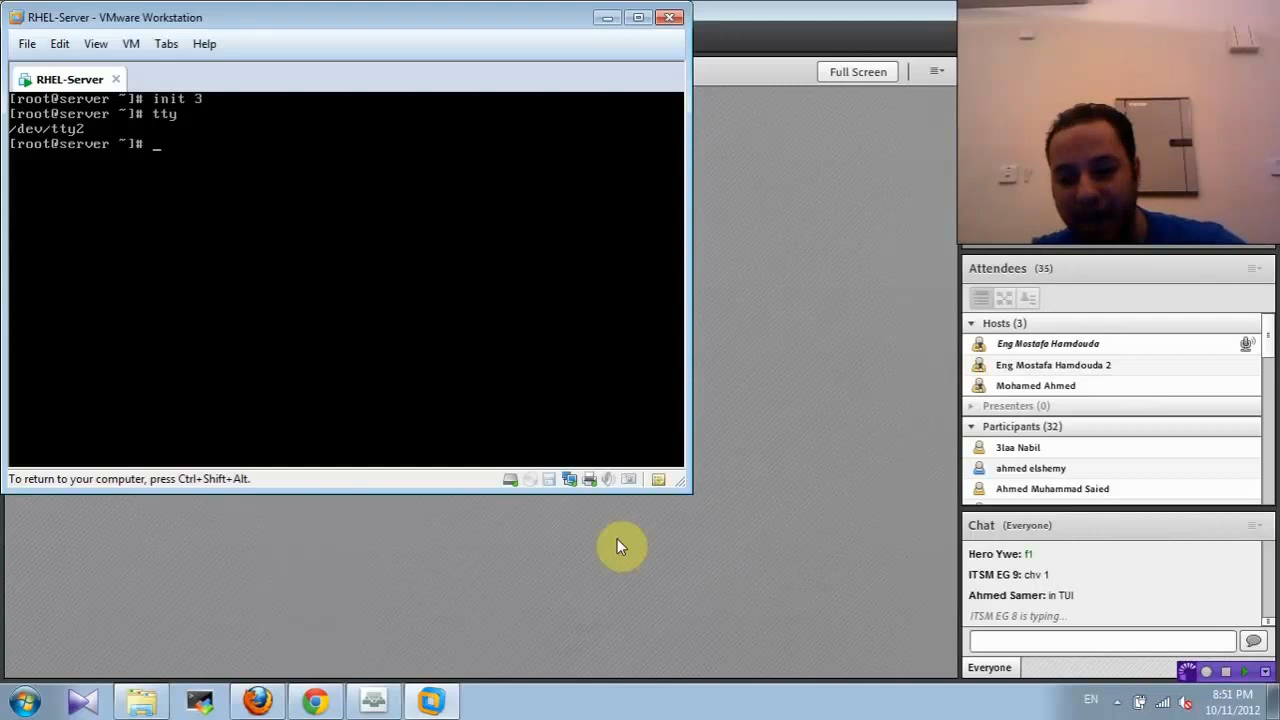 RHEL-Server - VMware Workstation
File Edit View VM Tabs Help
RHEL-Server
[root@server ~]# init 3
[root@server ~]# tty
/dev/tty2
[root@server ~]# _
To return to your computer, press Ctrl+Shift+Alt.
Full Screen
Attendees (35)
Hosts (3)
Eng Mostafa Hamdouda
Eng Mostafa Hamdouda 2
Mohamed Ahmed
Presenters (0)
Participants (32)
3laa Nabil
ahmed elshemy
Ahmed Muhammad Saied
Chat (Everyone)
Hero Ywe: f1
ITSM EG 9: chv 1
Ahmed Samer: in TUI
ITSM EG 8 is typing...
Everyone
EN
8:51 PM
10/11/2012